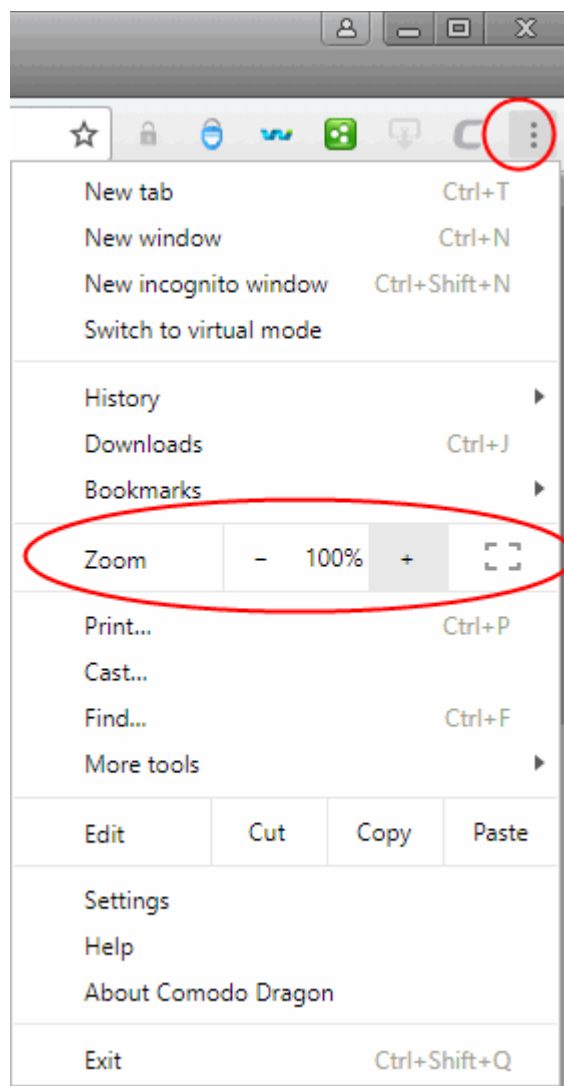 New tab Ctrl+T
New window Ctrl+N
New incognito window Ctrl+Shift+N
Switch to virtual mode
History
Downloads Ctrl+J
Bookmarks
Zoom - 100% +
Print... Ctrl+P
Cast...
Find... Ctrl+F
More tools
Edit Cut Copy Paste
Settings
Help
About Comodo Dragon
Exit Ctrl+Shift+Q